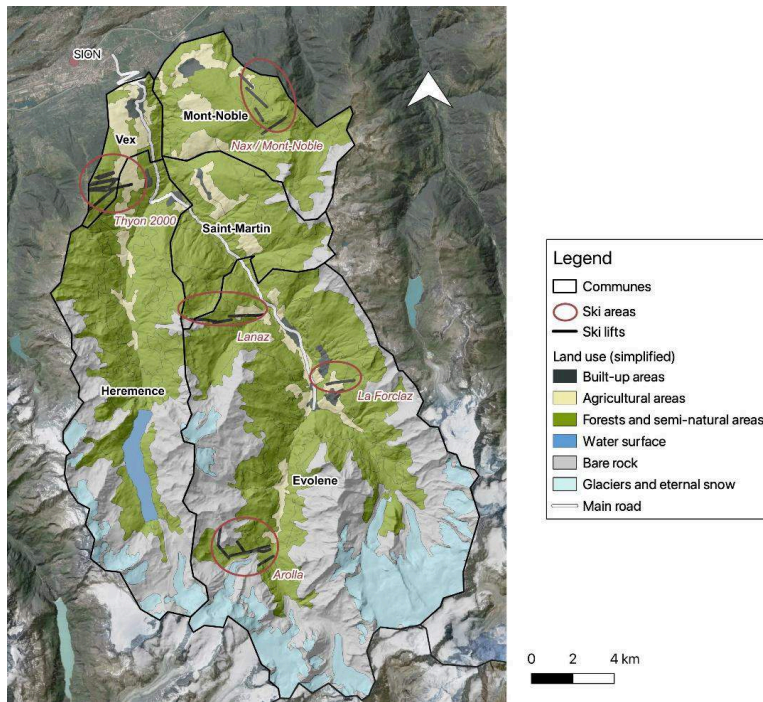 SION
Mont-Noble
Vex
Nax / Mont-Noble
Thyon 2000
Saint-Martin
Lanaz
Heremence
La Forclaz
Evolene
Arolla
Legend
Communes
Ski areas
Ski lifts
Land use (simplified)
Built-up areas
Agricultural areas
Forests and semi-natural areas
Water surface
Bare rock
Glaciers and eternal snow
Main road
0 2 4 km